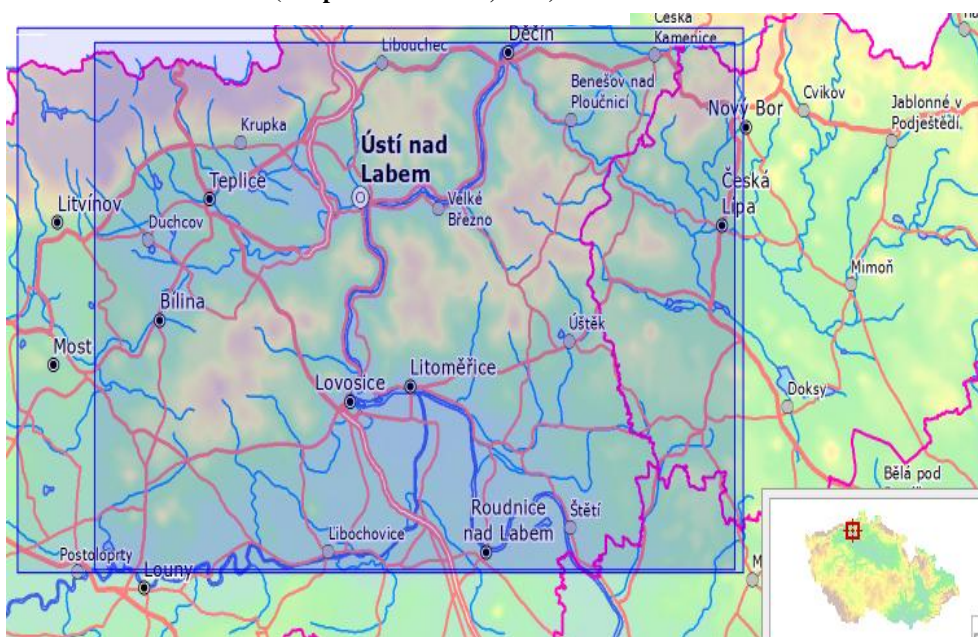 Česká
Kamenice
Děčín
Libouchec
Benešov nad
Ploučnicí
Cvikov
Nový Bor
Jablonné v
Podještědí
Krupka
Ústí nad
Labem
Teplice
Česká
Lípa
Velké
Březno
Litvínov
Duchcov
Mimoň
Bílina
Úštěk
Most
Litoměřice
Lovosice
Doksy
Bělá pod
Roudnice
nad Labem
Štětí
Libochovice
Postoloprty
Louny
M